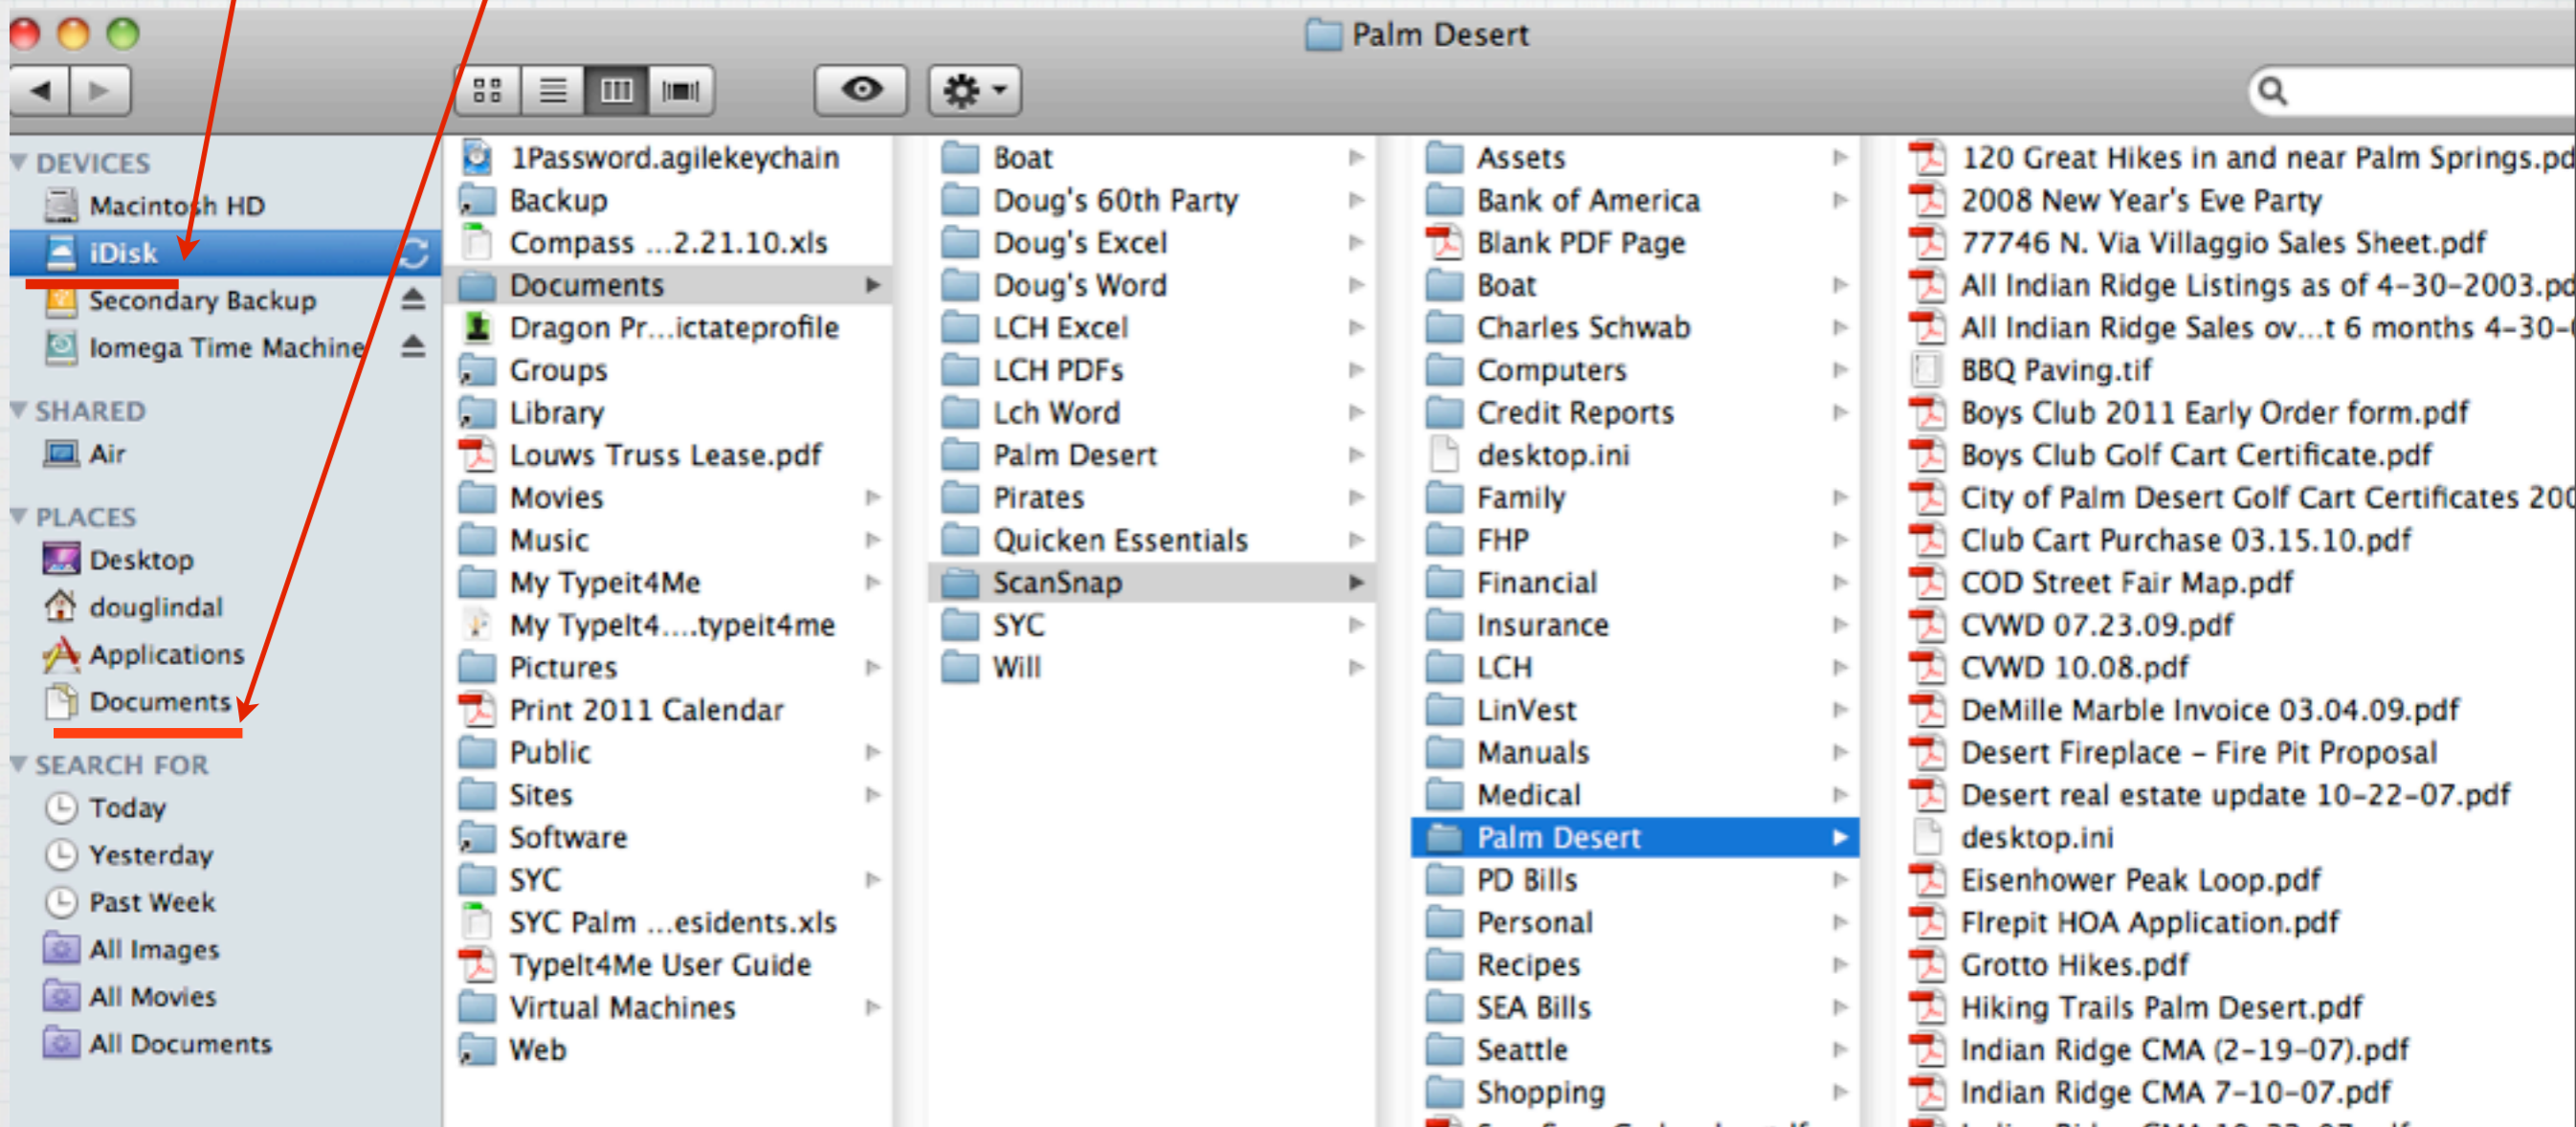 Palm Desert
DEVICES
Macintosh HD
iDisk
Secondary Backup
Iomega Time Machine
SHARED
Air
PLACES
Desktop
douglindal
Applications
Documents
SEARCH FOR
Today
Yesterday
Past Week
All Images
All Movies
All Documents
1Password.agilekeychain
Backup
Compass ...2.21.10.xls
Documents
Dragon Pr...ictateprofile
Groups
Library
Louws Truss Lease.pdf
Movies
Music
My Typeit4Me
My TypeIt4....typeit4me
Pictures
Print 2011 Calendar
Public
Sites
Software
SYC
SYC Palm ...esidents.xls
TypeIt4Me User Guide
Virtual Machines
Web
Boat
Doug's 60th Party
Doug's Excel
Doug's Word
LCH Excel
LCH PDFs
Lch Word
Palm Desert
Pirates
Quicken Essentials
ScanSnap
SYC
Will
Assets
Bank of America
Blank PDF Page
Boat
Charles Schwab
Computers
Credit Reports
desktop.ini
Family
FHP
Financial
Insurance
LCH
LinVest
Manuals
Medical
Palm Desert
PD Bills
Personal
Recipes
SEA Bills
Seattle
Shopping
120 Great Hikes in and near Palm Springs.pd
2008 New Year's Eve Party
77746 N. Via Villaggio Sales Sheet.pdf
All Indian Ridge Listings as of 4-30-2003.pd
All Indian Ridge Sales ov...t 6 months 4-30-
BBQ Paving.tif
Boys Club 2011 Early Order form.pdf
Boys Club Golf Cart Certificate.pdf
City of Palm Desert Golf Cart Certificates 200
Club Cart Purchase 03.15.10.pdf
COD Street Fair Map.pdf
CVWD 07.23.09.pdf
CVWD 10.08.pdf
DeMille Marble Invoice 03.04.09.pdf
Desert Fireplace – Fire Pit Proposal
Desert real estate update 10-22-07.pdf
desktop.ini
Eisenhower Peak Loop.pdf
FIrepit HOA Application.pdf
Grotto Hikes.pdf
Hiking Trails Palm Desert.pdf
Indian Ridge CMA (2-19-07).pdf
Indian Ridge CMA 7-10-07.pdf